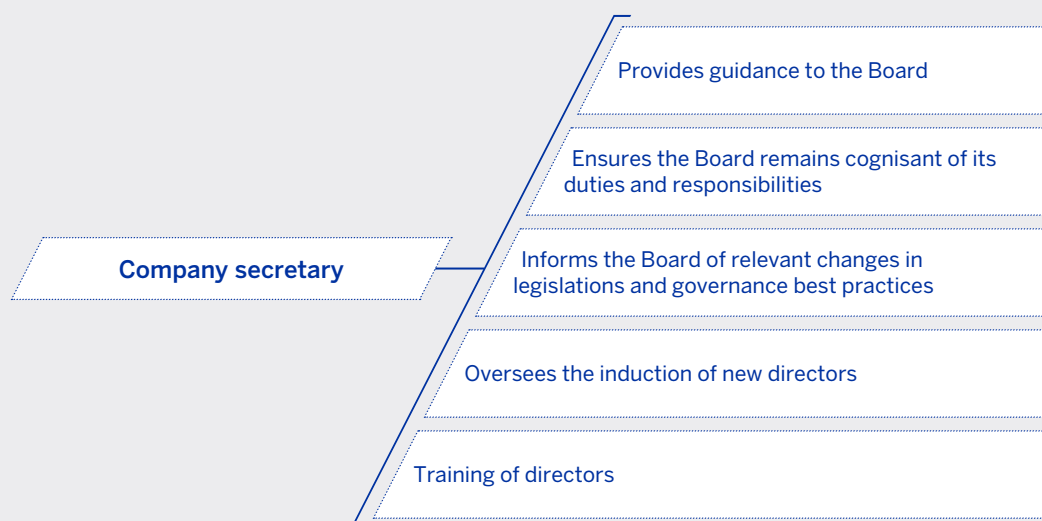 Provides guidance to the Board
Ensures the Board remains cognisant of its
duties and responsibilities
Company secretary
Informs the Board of relevant changes in
legislations and governance best practices
Oversees the induction of new directors
Training of directors